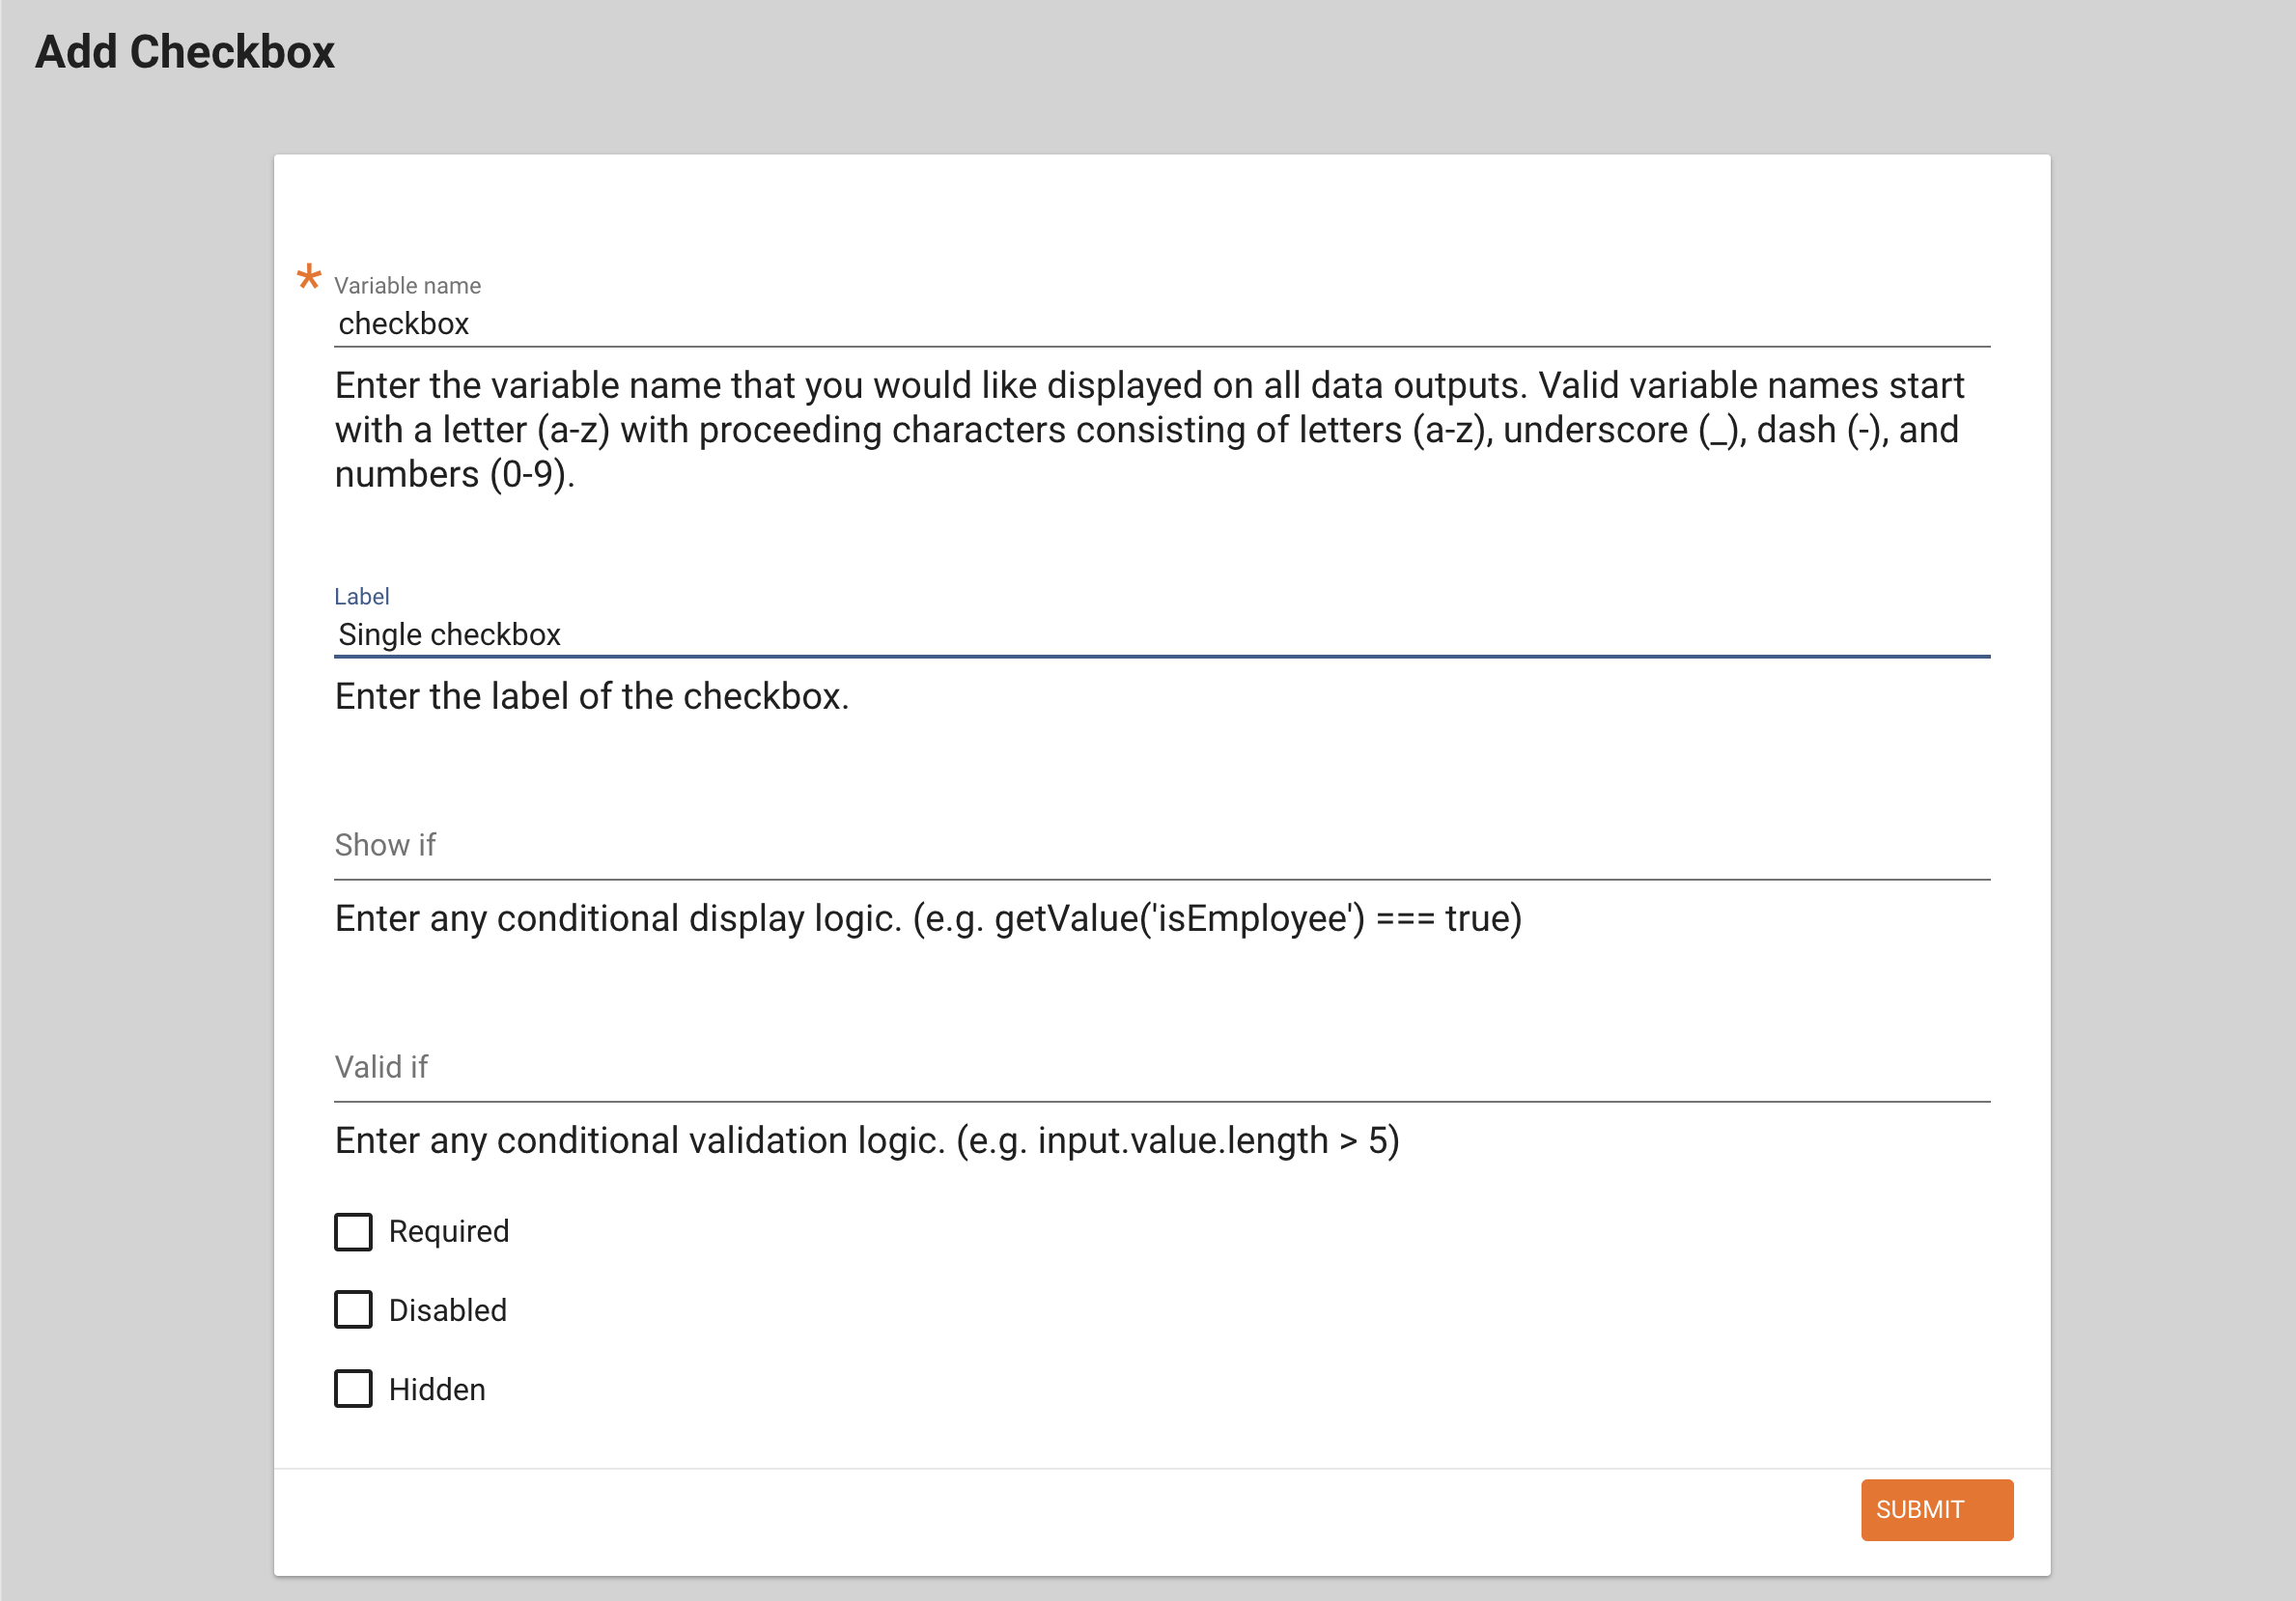 Add Checkbox
* Variable name
checkbox
Enter the variable name that you would like displayed on all data outputs. Valid variable names start
with a letter (a-z) with proceeding characters consisting of letters (a-z), underscore (_), dash (-), and
numbers (0-9).
Label
Single checkbox
Enter the label of the checkbox.
Show if
Enter any conditional display logic. (e.g. getValue('isEmployee') === true)
Valid if
Enter any conditional validation logic. (e.g. input.value.length > 5)
Required
Disabled
Hidden
SUBMIT